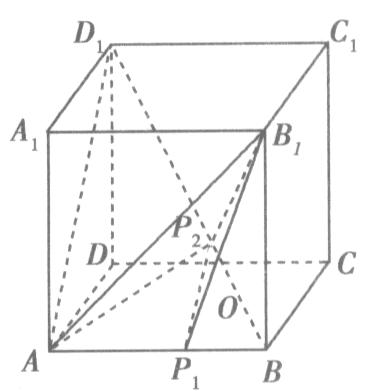 D₁ C₁
A₁ B₁
P₂
D C
O
A P₁ B